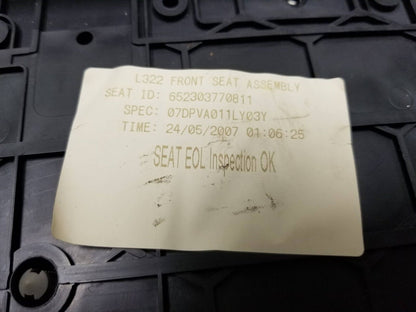 L322 FRONT SEAT ASSEMBLY
SEAT ID: 652303770811
SPEC: 07DPVA011LY03Y
TIME: 24/05/2007 01:06:25
SEAT EOL Inspection OK